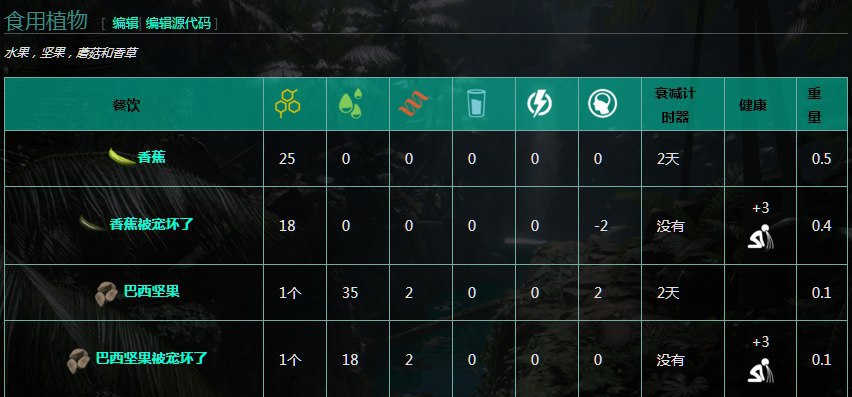 食用植物 [ 编辑| 编辑源代码 ]
水果，坚果，蘑菇和香草
餐饮 衰减计时器 健康 重量
香蕉 25 0 0 0 0 0 2天 0.5
香蕉被宠坏了 18 0 0 0 0 -2 没有 +3 0.4
巴西坚果 1个 35 2 0 0 2 2天 0.1
巴西坚果被宠坏了 1个 18 2 0 0 0 没有 +3 0.1